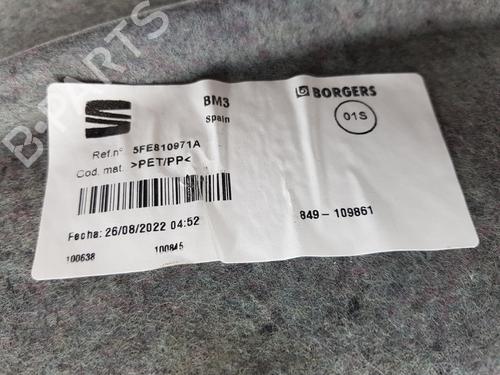 B-PARTS
BM3
Spain
BORGERS
01S
Ref.nº 5FE810971A
Cod. mat. >PET/PP<
849-109861
Fecha: 26/08/2022 04:52
100638 100845